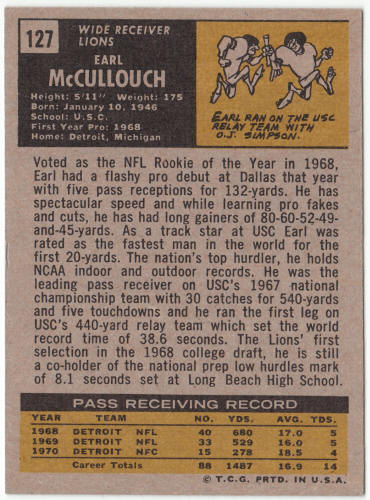 127
WIDE RECEIVER
LIONS
EARL
McCULLOUCH
Height: 5'11" Weight: 175
Born: January 10, 1946
School: U.S.C.
First Year Pro: 1968
Home: Detroit, Michigan
EARL RAN ON THE USC
RELAY TEAM WITH
O.J. SIMPSON.
Voted as the NFL Rookie of the Year in 1968,
Earl had a flashy pro debut at Dallas that year
with five pass receptions for 132-yards. He has
spectacular speed and while learning pro fakes
and cuts, he has had long gainers of 80-60-52-49-
and-45-yards. As a track star at USC Earl was
rated as the fastest man in the world for the
first 20-yards. The nation's top hurdler, he holds
NCAA indoor and outdoor records. He was the
leading pass receiver on USC's 1967 national
championship team with 30 catches for 540-yards
and five touchdowns and he ran the first leg on
USC's 440-yard relay team which set the world
record time of 38.6 seconds. The Lions' first
selection in the 1968 college draft, he is still
a co-holder of the national prep low hurdles mark
of 8.1 seconds set at Long Beach High School.
PASS RECEIVING RECORD
YEAR TEAM NO. YDS. AVG. TDS.
1968 DETROIT NFL 40 680 17.0 5
1969 DETROIT NFL 33 529 16.0 5
1970 DETROIT NFC 15 278 18.5 4
Career Totals 88 1487 16.9 14
© T.C.G. PRTD. IN U.S.A.